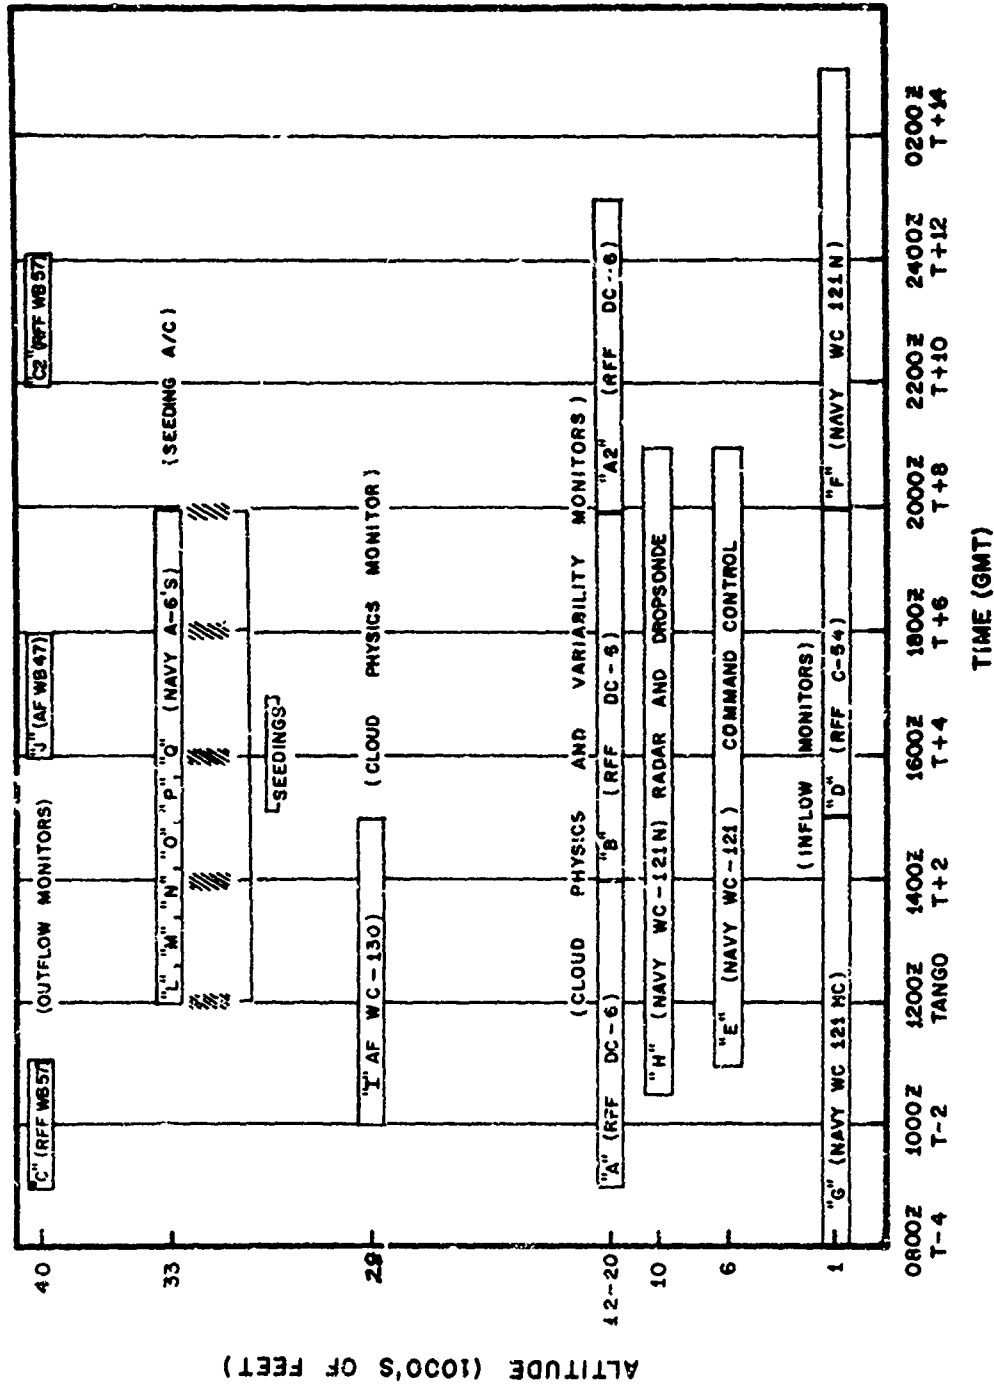 ALTITUDE (1000'S OF FEET)
40
33
29
12-20
10
6
1
"C" (RFF WB57)
(OUTFLOW MONITORS)
"J" (AF WB47)
"C2" (RFF WB57)
"L", "M", "N", "O", "P", "Q" (NAVY A-6'S)
(SEEDING A/C)
SEEDINGS
"I" AF WC-130)
(CLOUD PHYSICS MONITOR)
(CLOUD PHYSICS AND VARIABILITY MONITORS)
"A" (RFF DC-6)
"B" (RFF DC-6)
"A2" (RFF DC-6)
"H" (NAVY WC-121N) RADAR AND DROPSONDE
"E" (NAVY WC-121) COMMAND CONTROL
(INFLOW MONITORS)
"G" (NAVY WC 121 MC)
"D" (RFF C-54)
"F" (NAVY WC 121N)
0800Z 1000Z 1200Z 1400Z 1600Z 1800Z 2000Z 2200Z 2400Z 0200Z
T-4 T-2 TANGO T+2 T+4 T+6 T+8 T+10 T+12 T+14
TIME (GMT)